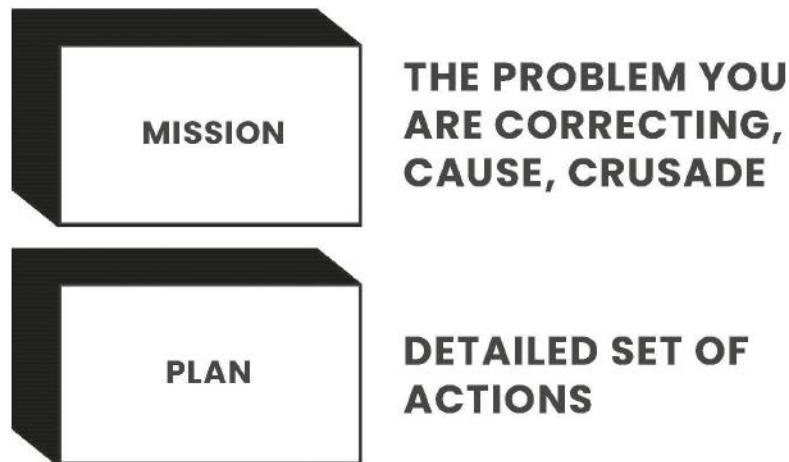 MISSION
THE PROBLEM YOU
ARE CORRECTING,
CAUSE, CRUSADE
PLAN
DETAILED SET OF
ACTIONS